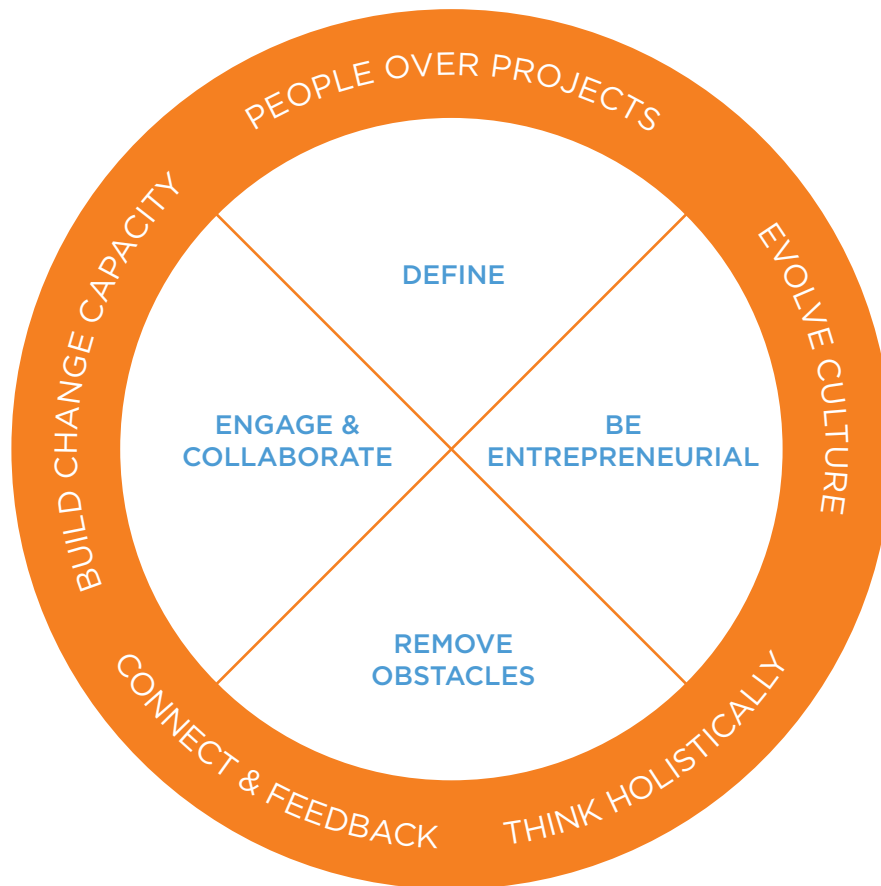 PEOPLE OVER PROJECTS
EVOLVE CULTURE
THINK HOLISTICALLY
CONNECT & FEEDBACK
BUILD CHANGE CAPACITY
DEFINE
BE
ENTREPRENEURIAL
REMOVE
OBSTACLES
ENGAGE &
COLLABORATE